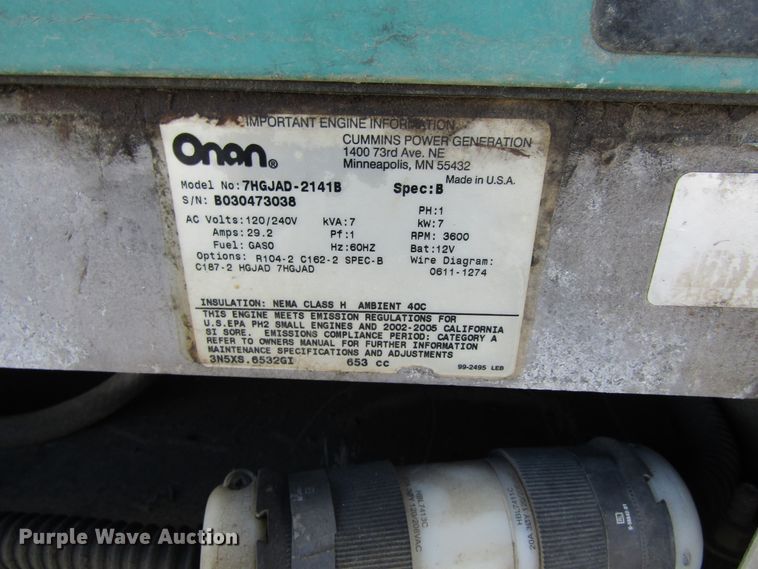 IMPORTANT ENGINE INFORMATION
Onan®
CUMMINS POWER GENERATION
1400 73rd Ave. NE
Minneapolis, MN 55432
Made in U.S.A.
Model No: 7HGJAD-2141B Spec: B
S/N: B030473038
PH: 1
AC Volts: 120/240V kVA: 7 kW: 7
Amps: 29.2 Pf: 1 RPM: 3600
Fuel: GASO Hz: 60HZ Bat: 12V
Options: R104-2 C162-2 SPEC-B Wire Diagram:
C187-2 HGJAD 7HGJAD 0611-1274
INSULATION: NEMA CLASS H AMBIENT 40C
THIS ENGINE MEETS EMISSION REGULATIONS FOR
U.S.EPA PH2 SMALL ENGINES AND 2002-2005 CALIFORNIA
SI SORE. EMISSIONS COMPLIANCE PERIOD: CATEGORY A
REFER TO OWNERS MANUAL FOR FURTHER INFORMATION
MAINTENANCE SPECIFICATIONS AND ADJUSTMENTS
3N5XS.6532GI 653 cc
99-2495 LEB
Purple Wave Auction